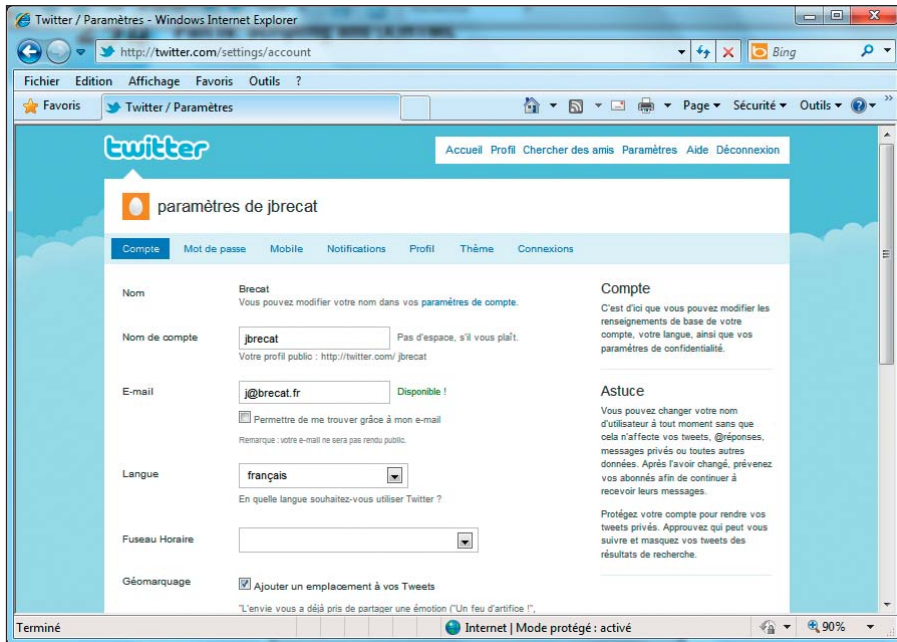 Twitter / Paramètres - Windows Internet Explorer
http://twitter.com/settings/account
Bing
Fichier Edition Affichage Favoris Outils ?
Favoris
Twitter / Paramètres
Page Sécurité Outils
twitter
Accueil Profil Chercher des amis Paramètres Aide Déconnexion
paramètres de jbrecat
Compte Mot de passe Mobile Notifications Profil Thème Connexions
Nom
Brecat
Vous pouvez modifier votre nom dans vos paramètres de compte.
Nom de compte
jbrecat
Pas d'espace, s'il vous plaît.
Votre profil public : http://twitter.com/ jbrecat
E-mail
j@brecat.fr
Disponible !
Permettre de me trouver grâce à mon e-mail
Remarque : votre e-mail ne sera pas rendu public.
Langue
français
En quelle langue souhaitez-vous utiliser Twitter ?
Fuseau Horaire
Géomarquage
Ajouter un emplacement à vos Tweets
"L'envie vous a déjà pris de partager une émotion ("Un feu d'artifice !",
Compte
C'est d'ici que vous pouvez modifier les
renseignements de base de votre
compte, votre langue, ainsi que vos
paramètres de confidentialité.
Astuce
Vous pouvez changer votre nom
d'utilisateur à tout moment sans que
cela n'affecte vos tweets, @réponses,
messages privés ou toutes autres
données. Après l'avoir changé, prévenez
vos abonnés afin de continuer à
recevoir leurs messages.
Protégez votre compte pour rendre vos
tweets privés. Approuvez qui peut vous
suivre et masquez vos tweets des
résultats de recherche.
Terminé
Internet | Mode protégé : activé
90%